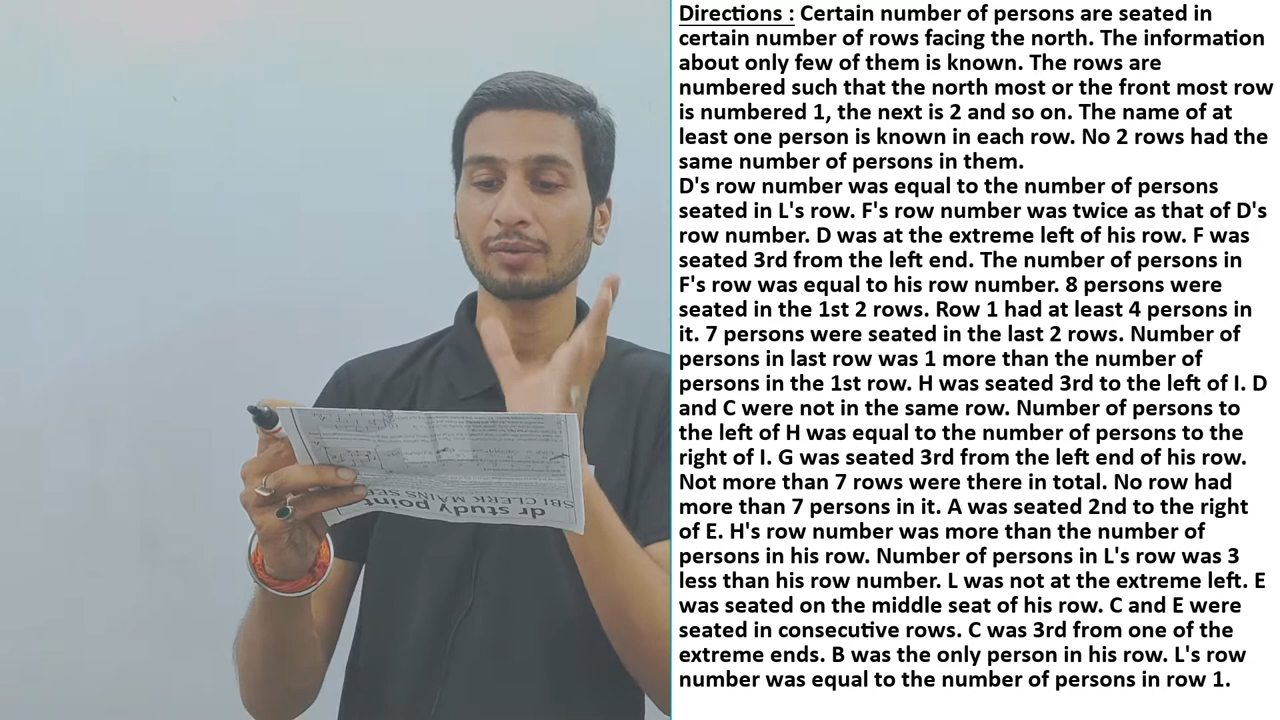 Directions : Certain number of persons are seated in
certain number of rows facing the north. The information
about only few of them is known. The rows are
numbered such that the north most or the front most row
is numbered 1, the next is 2 and so on. The name of at
least one person is known in each row. No 2 rows had the
same number of persons in them.
D's row number was equal to the number of persons
seated in L's row. F's row number was twice as that of D's
row number. D was at the extreme left of his row. F was
seated 3rd from the left end. The number of persons in
F's row was equal to his row number. 8 persons were
seated in the 1st 2 rows. Row 1 had at least 4 persons in
it. 7 persons were seated in the last 2 rows. Number of
persons in last row was 1 more than the number of
persons in the 1st row. H was seated 3rd to the left of I. D
and C were not in the same row. Number of persons to
the left of H was equal to the number of persons to the
right of I. G was seated 3rd from the left end of his row.
Not more than 7 rows were there in total. No row had
more than 7 persons in it. A was seated 2nd to the right
of E. H's row number was more than the number of
persons in his row. Number of persons in L's row was 3
less than his row number. L was not at the extreme left. E
was seated on the middle seat of his row. C and E were
seated in consecutive rows. C was 3rd from one of the
extreme ends. B was the only person in his row. L's row
number was equal to the number of persons in row 1.
SBI CLERK MAINS
dr study point